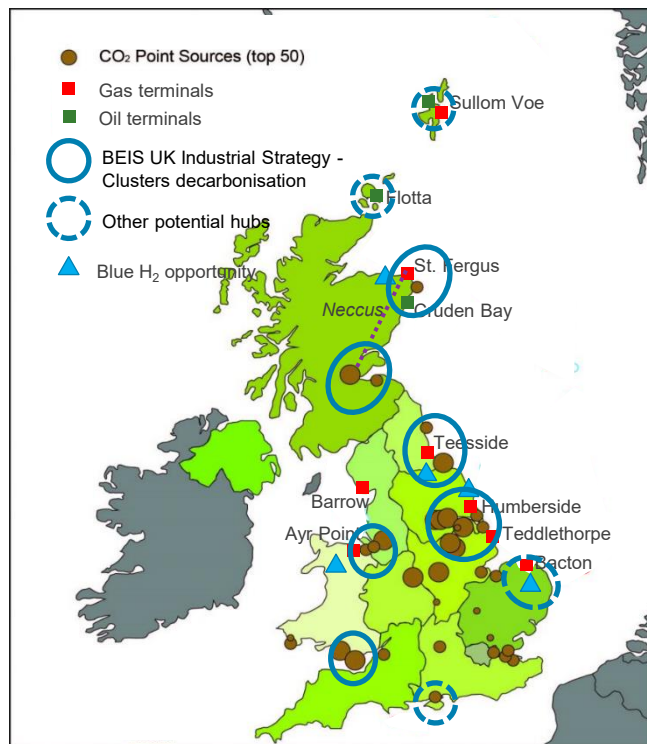 CO₂ Point Sources (top 50)
Gas terminals
Oil terminals
BEIS UK Industrial Strategy -
Clusters decarbonisation
Other potential hubs
Blue H₂ opportunity
Sullom Voe
Flotta
St. Fergus
Neccus
Cruden Bay
Teesside
Barrow
Humberside
Ayr Point
Teddlethorpe
Bacton